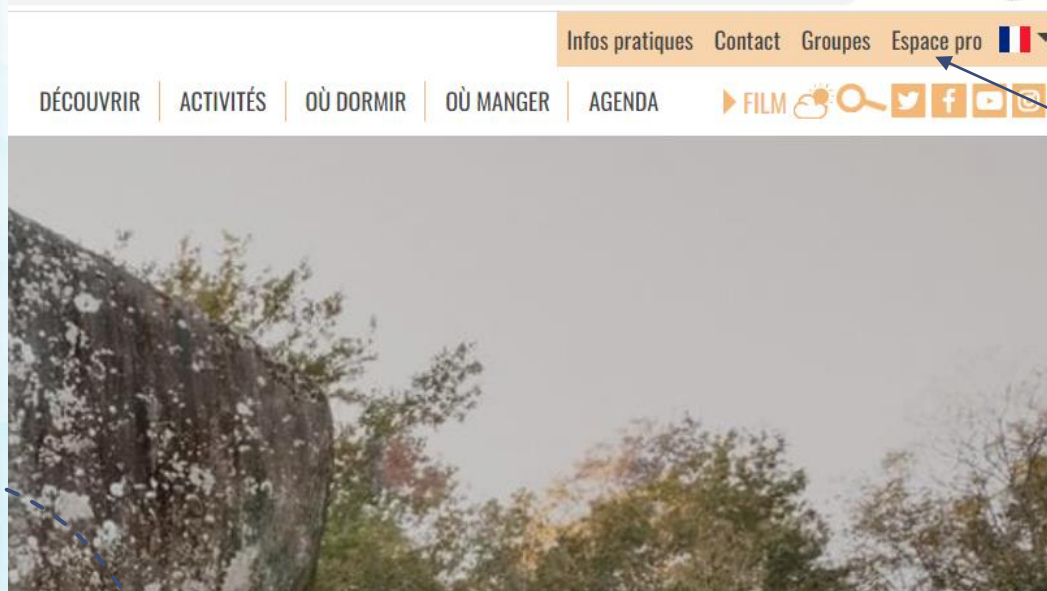 Infos pratiques Contact Groupes Espace pro
DÉCOUVRIR ACTIVITÉS OÙ DORMIR OÙ MANGER AGENDA FILM